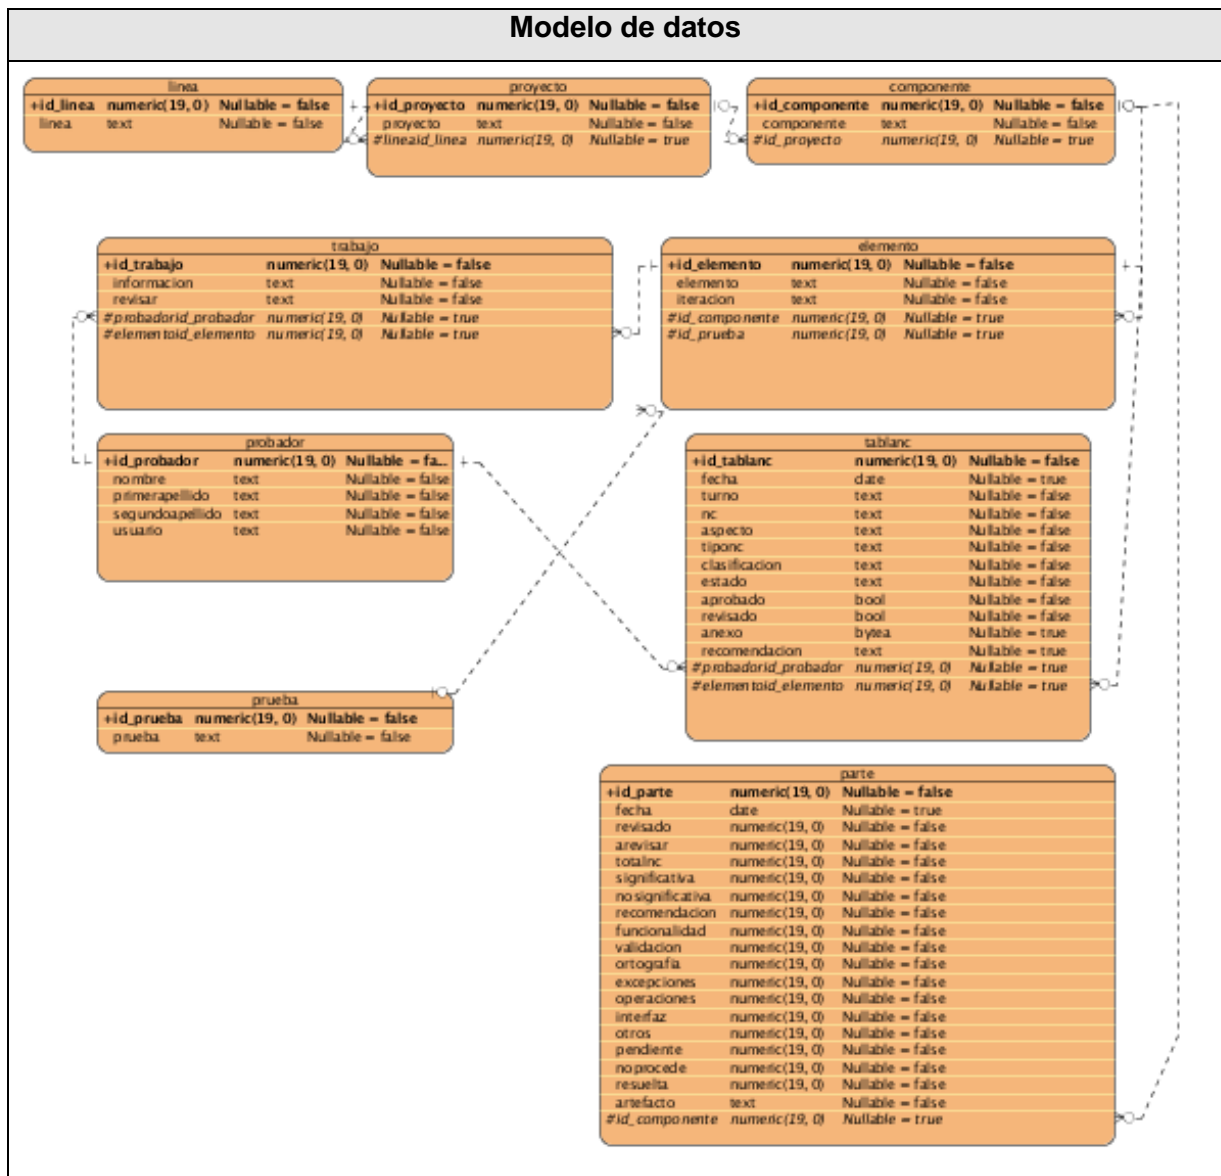 Modelo de datos
linea
+id_linea numeric(19, 0) Nullable = false
linea text Nullable = false
proyecto
+id_proyecto numeric(19, 0) Nullable = false
proyecto text Nullable = false
#lineaid_linea numeric(19, 0) Nullable = true
componente
+id_componente numeric(19, 0) Nullable = false
componente text Nullable = false
#id_proyecto numeric(19, 0) Nullable = true
trabajo
+id_trabajo numeric(19, 0) Nullable = false
informacion text Nullable = false
revisar text Nullable = false
#probadorid_probador numeric(19, 0) Nullable = true
#elementoid_elemento numeric(19, 0) Nullable = true
elemento
+id_elemento numeric(19, 0) Nullable = false
elemento text Nullable = false
iteracion text Nullable = false
#id_componente numeric(19, 0) Nullable = true
#id_prueba numeric(19, 0) Nullable = true
probador
+id_probador numeric(19, 0) Nullable = fa...
nombre text Nullable = false
primerapellido text Nullable = false
segundoapellido text Nullable = false
usuario text Nullable = false
tablanc
+id_tablanc numeric(19, 0) Nullable = false
fecha date Nullable = true
turno text Nullable = false
nc text Nullable = false
aspecto text Nullable = false
tiponc text Nullable = false
clasificacion text Nullable = false
estado text Nullable = false
aprobado bool Nullable = false
revisado bool Nullable = false
anexo bytea Nullable = true
recomendacion text Nullable = true
#probadorid_probador numeric(19, 0) Nullable = true
#elementoid_elemento numeric(19, 0) Nullable = true
prueba
+id_prueba numeric(19, 0) Nullable = false
prueba text Nullable = false
parte
+id_parte numeric(19, 0) Nullable = false
fecha date Nullable = true
revisado numeric(19, 0) Nullable = false
arevisar numeric(19, 0) Nullable = false
totalnc numeric(19, 0) Nullable = false
significativa numeric(19, 0) Nullable = false
nosignificativa numeric(19, 0) Nullable = false
recomendacion numeric(19, 0) Nullable = false
funcionalidad numeric(19, 0) Nullable = false
validacion numeric(19, 0) Nullable = false
ortografia numeric(19, 0) Nullable = false
excepciones numeric(19, 0) Nullable = false
operaciones numeric(19, 0) Nullable = false
interfaz numeric(19, 0) Nullable = false
otros numeric(19, 0) Nullable = false
pendiente numeric(19, 0) Nullable = false
noprocede numeric(19, 0) Nullable = false
resuelta numeric(19, 0) Nullable = false
artefacto text Nullable = false
#id_componente numeric(19, 0) Nullable = true